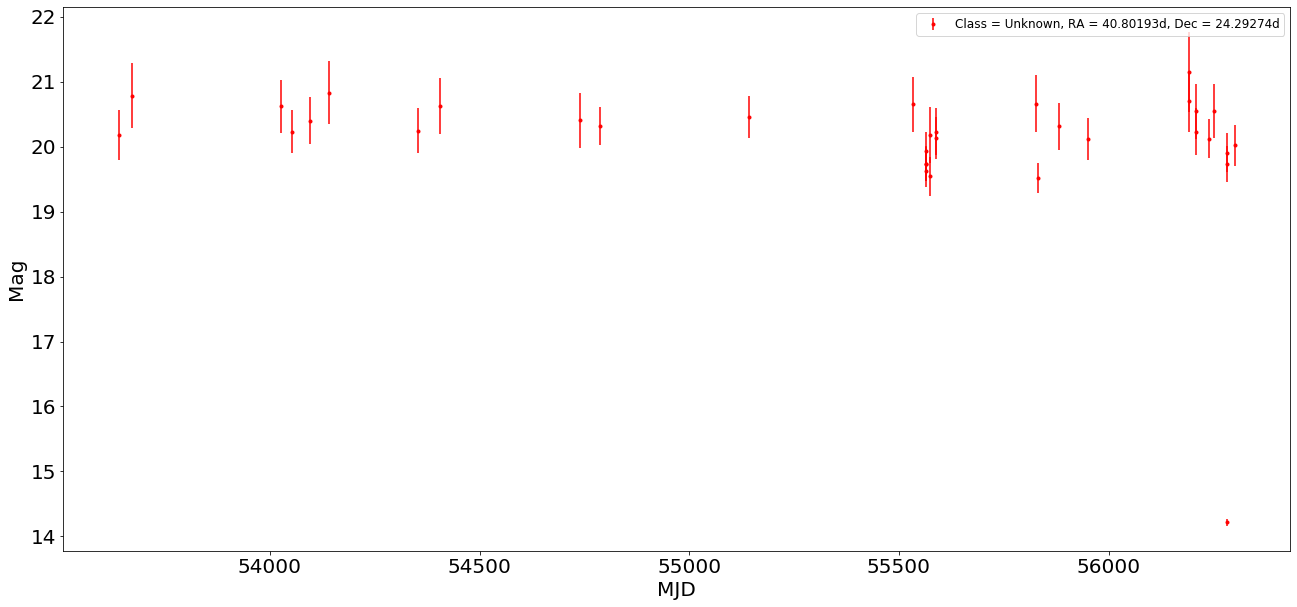 Class = Unknown, RA = 40.80193d, Dec = 24.29274d
22
21
20
19
18
17
16
15
14
Mag
54000 54500 55000 55500 56000
MJD